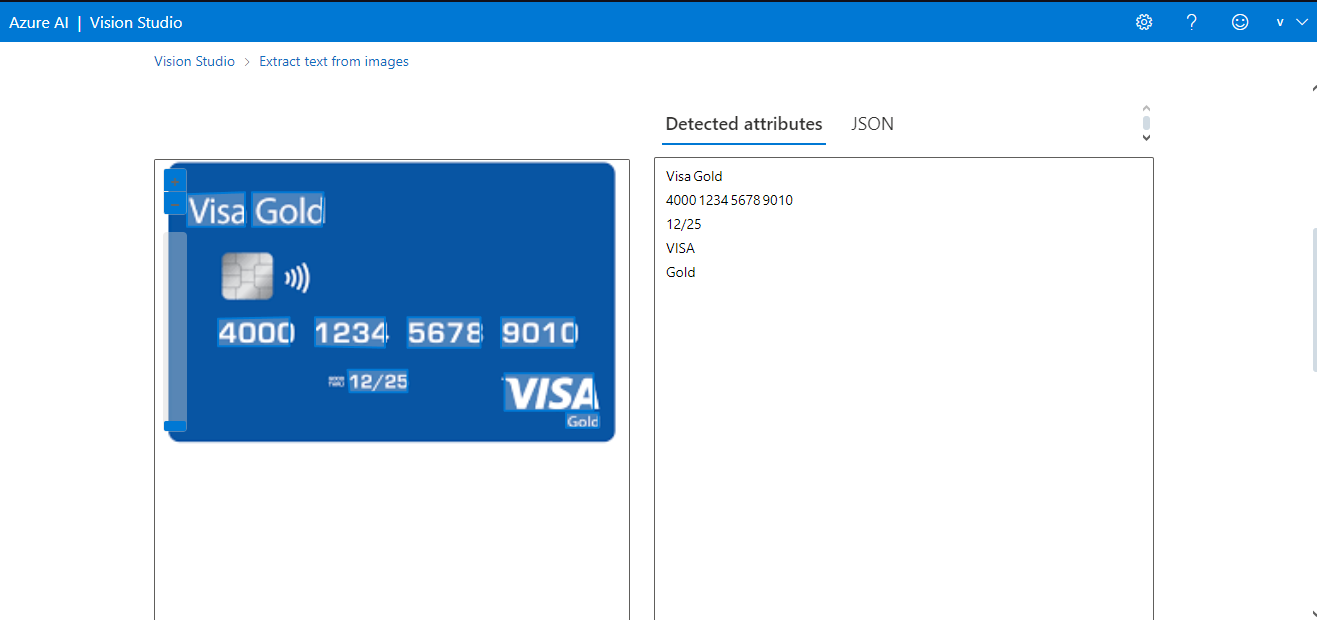 Azure AI | Vision Studio
v
Vision Studio > Extract text from images
Detected attributes JSON
Visa Gold
4000 1234 5678 9010
12/25
VISA
Gold
Visa Gold
4000 1234 5678 9010
12/25
VISA
Gold